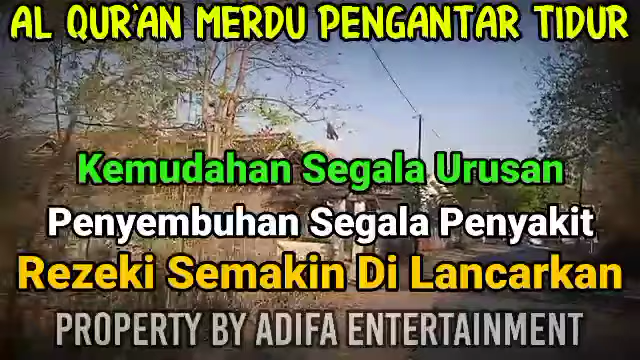 AL QUR'AN MERDU PENGANTAR TIDUR
Kemudahan Segala Urusan
Penyembuhan Segala Penyakit
Rezeki Semakin Di Lancarkan
PROPERTY BY ADIFA ENTERTAINMENT